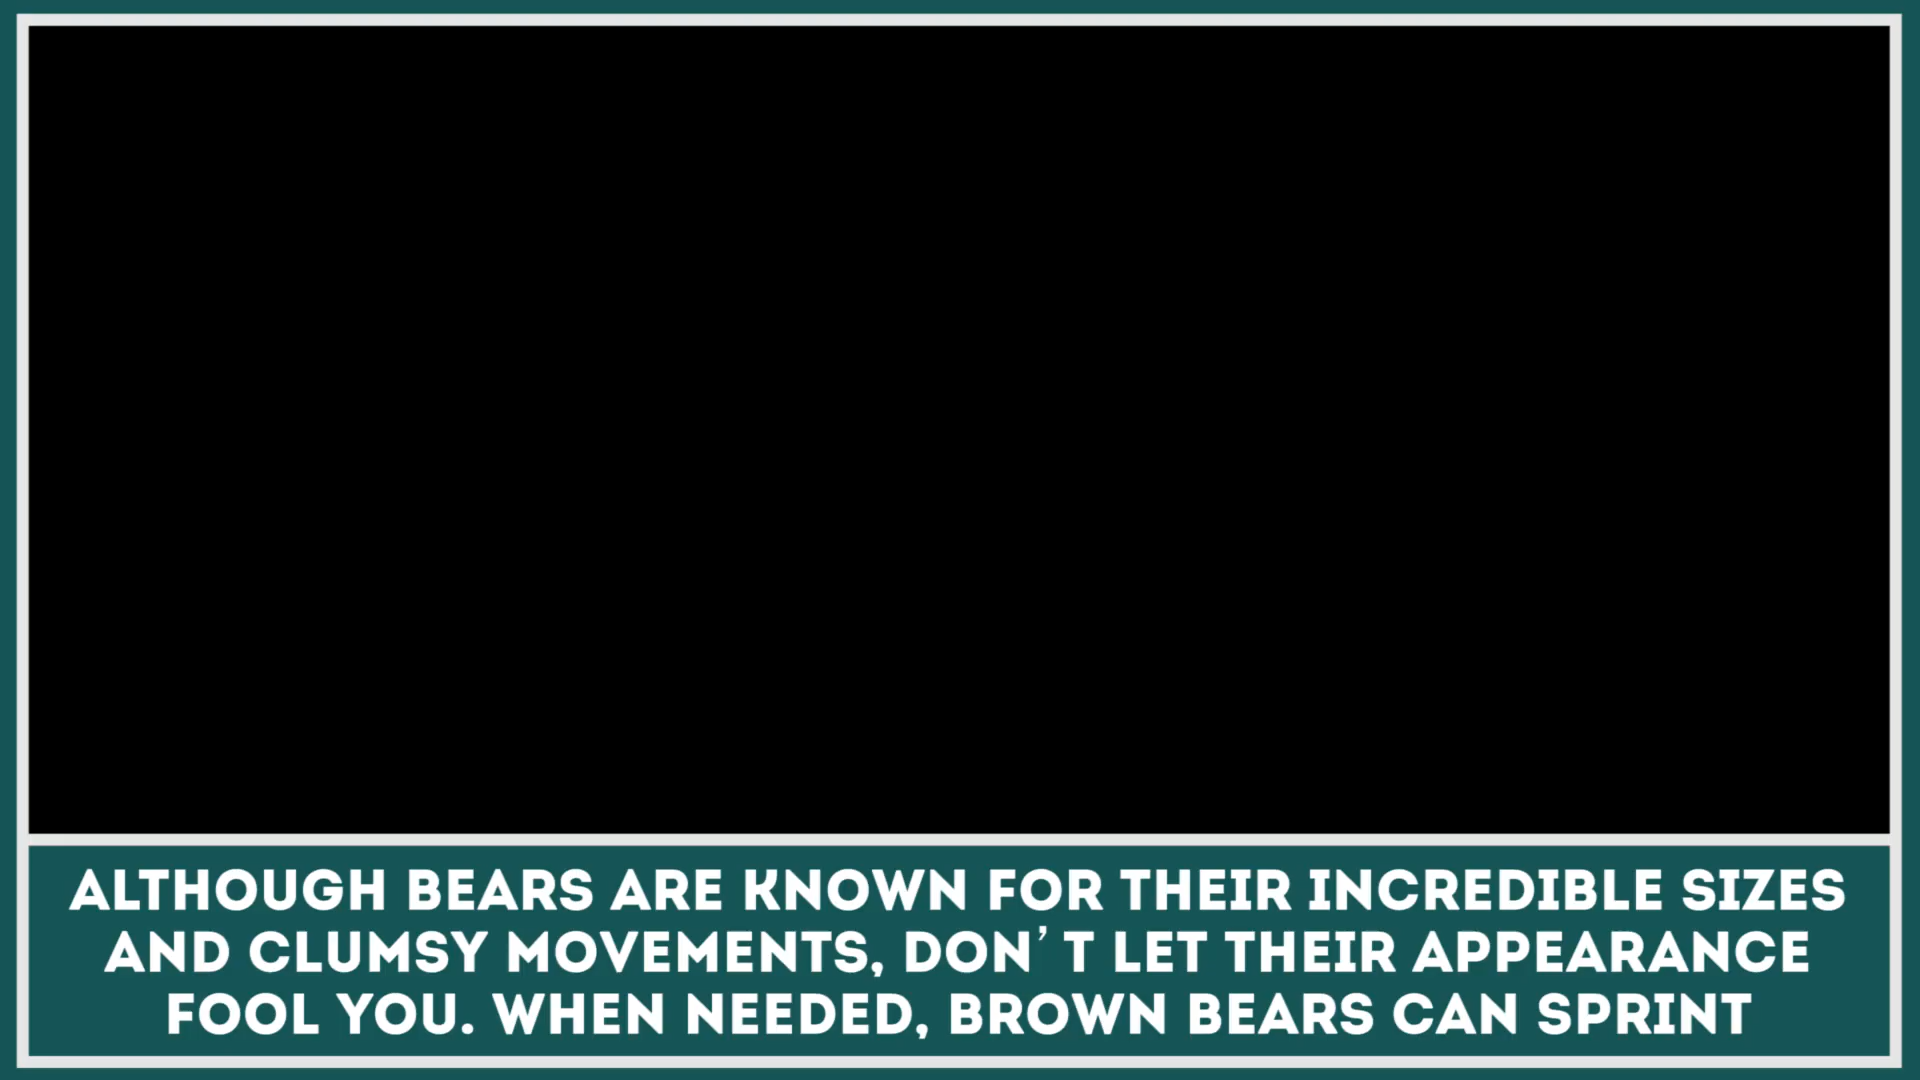 ALTHOUGH BEARS ARE KNOWN FOR THEIR INCREDIBLE SIZES
AND CLUMSY MOVEMENTS, DON'T LET THEIR APPEARANCE
FOOL YOU. WHEN NEEDED, BROWN BEARS CAN SPRINT